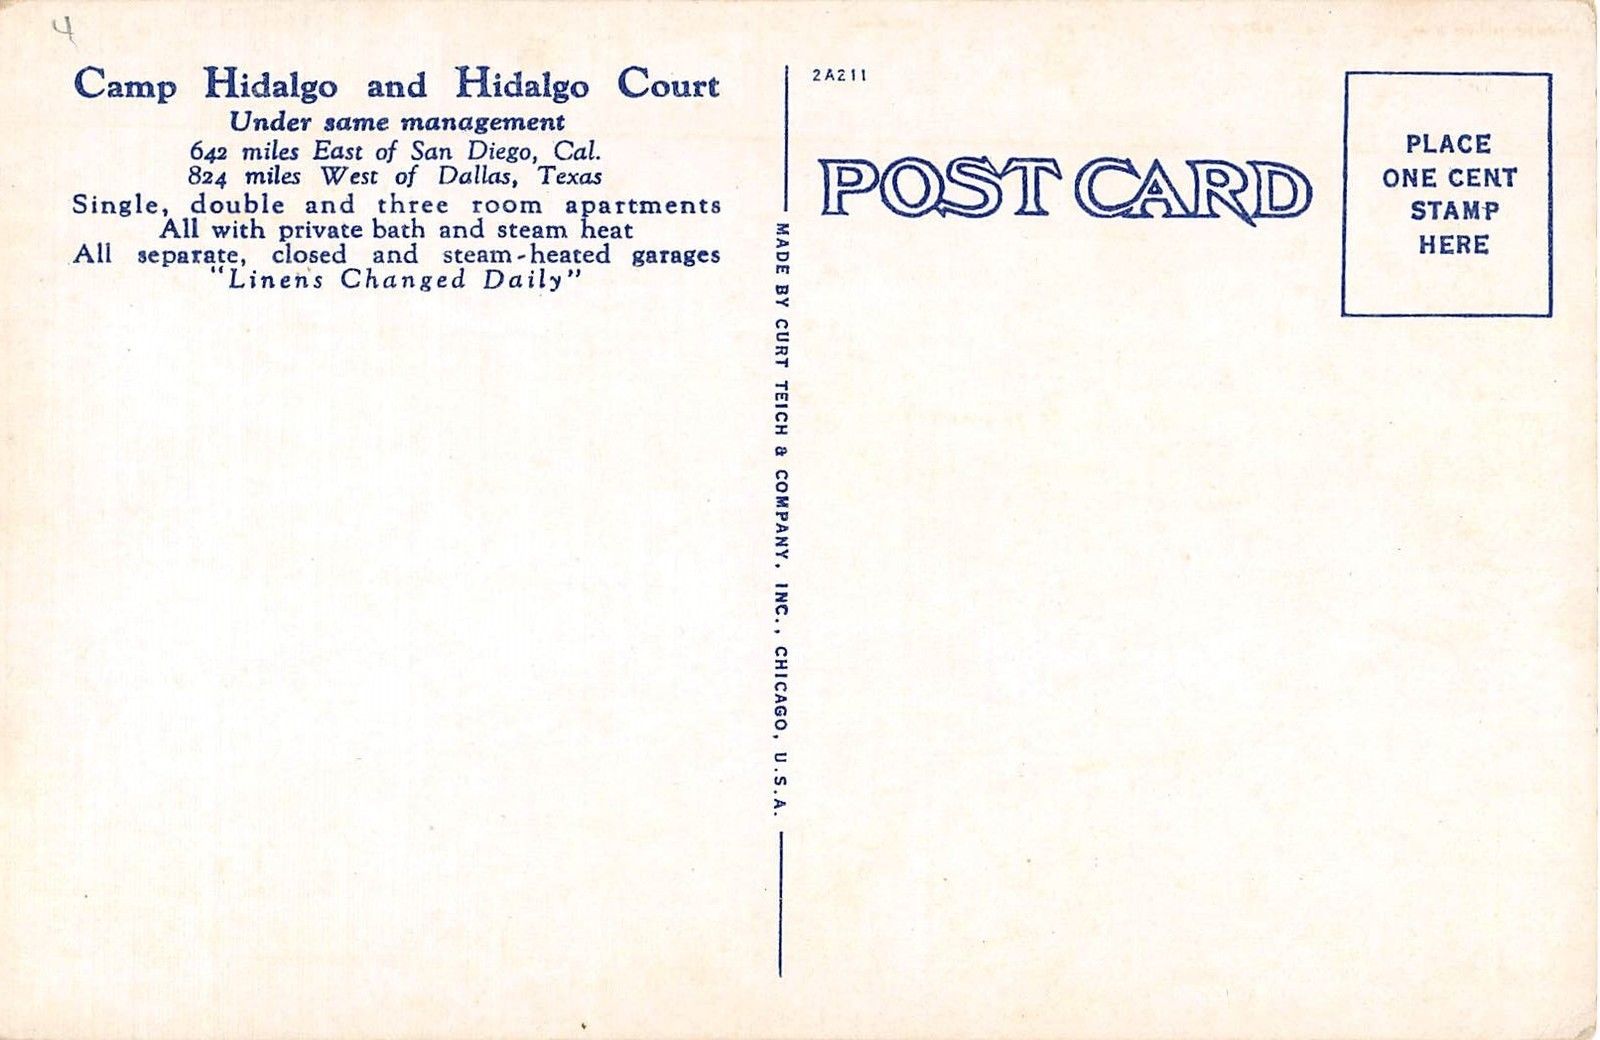 4
Camp Hidalgo and Hidalgo Court
Under same management
642 miles East of San Diego, Cal.
824 miles West of Dallas, Texas
Single, double and three room apartments
All with private bath and steam heat
All separate, closed and steam-heated garages
"Linens Changed Daily"
MADE BY CURT TEICH & COMPANY, INC., CHICAGO, U.S.A.
2A211
POST CARD
PLACE
ONE CENT
STAMP
HERE